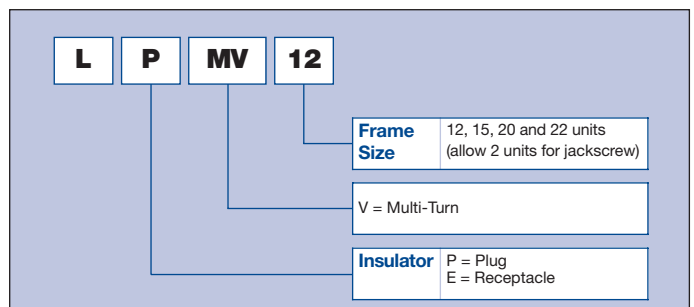 L P MV 12
Frame Size 12, 15, 20 and 22 units
(allow 2 units for jackscrew)
V = Multi-Turn
Insulator P = Plug
E = Receptacle